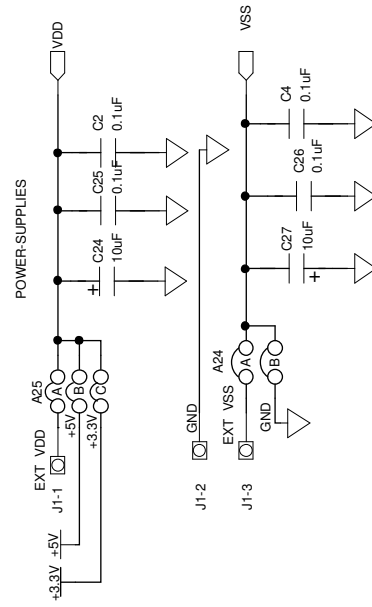 POWER-SUPPLIES
VDD
A25
A
B
C
EXT VDD
+5V
+3.3V
J1-1
+5V
+3.3V
C24
10uF
+
C25
0.1uF
C2
0.1uF
GND
J1-2
VSS
A24
A
B
EXT VSS
GND
J1-3
C27
10uF
+
C26
0.1uF
C4
0.1uF